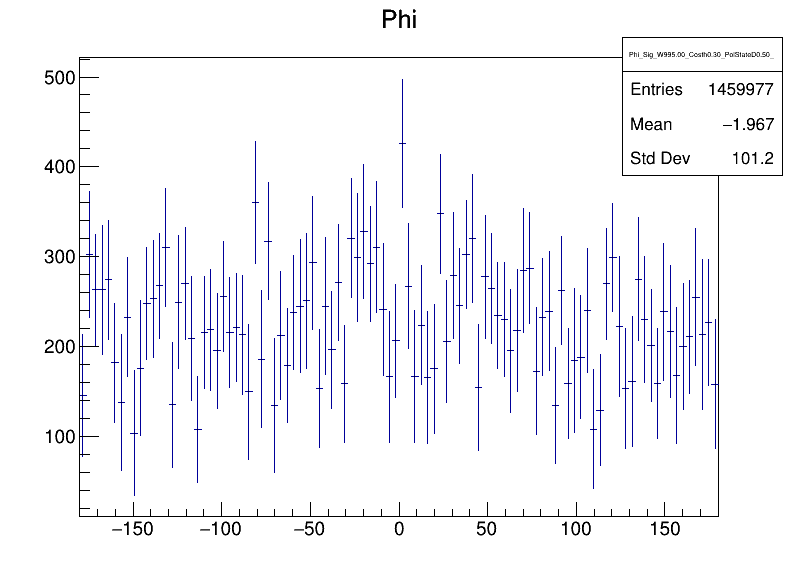 Phi
Phi_Sig_W995.00_Costh0.30_PolStateD0.50_
Entries 1459977
Mean −1.967
Std Dev 101.2
500
400
300
200
100
−150 −100 −50 0 50 100 150